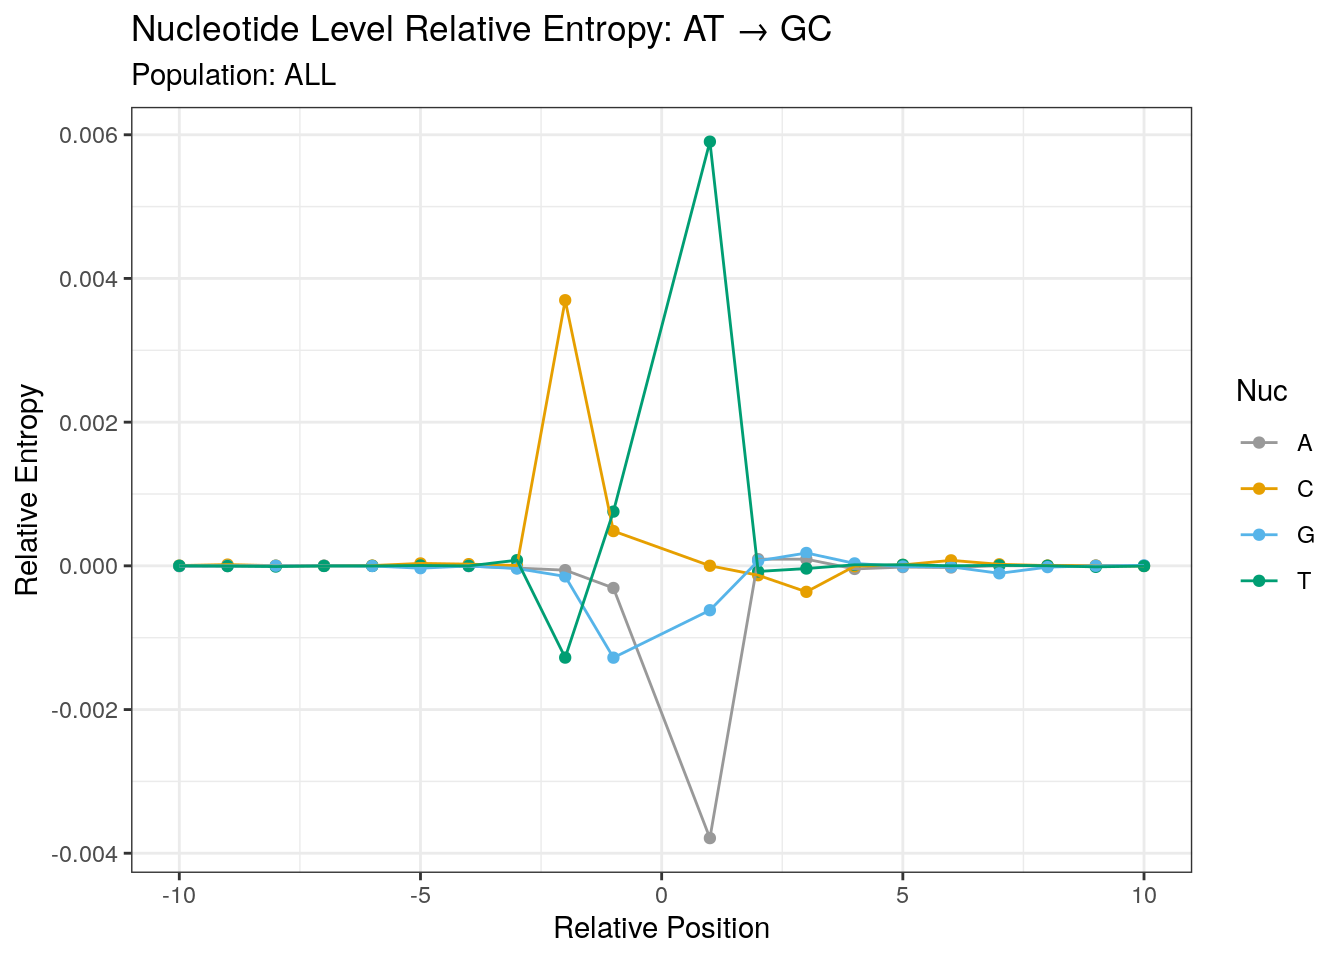 Nucleotide Level Relative Entropy: AT → GC
Population: ALL
Relative Entropy
0.006
0.004
0.002
0.000
-0.002
-0.004
-10
-5
0
5
10
Relative Position
Nuc
A
C
G
T